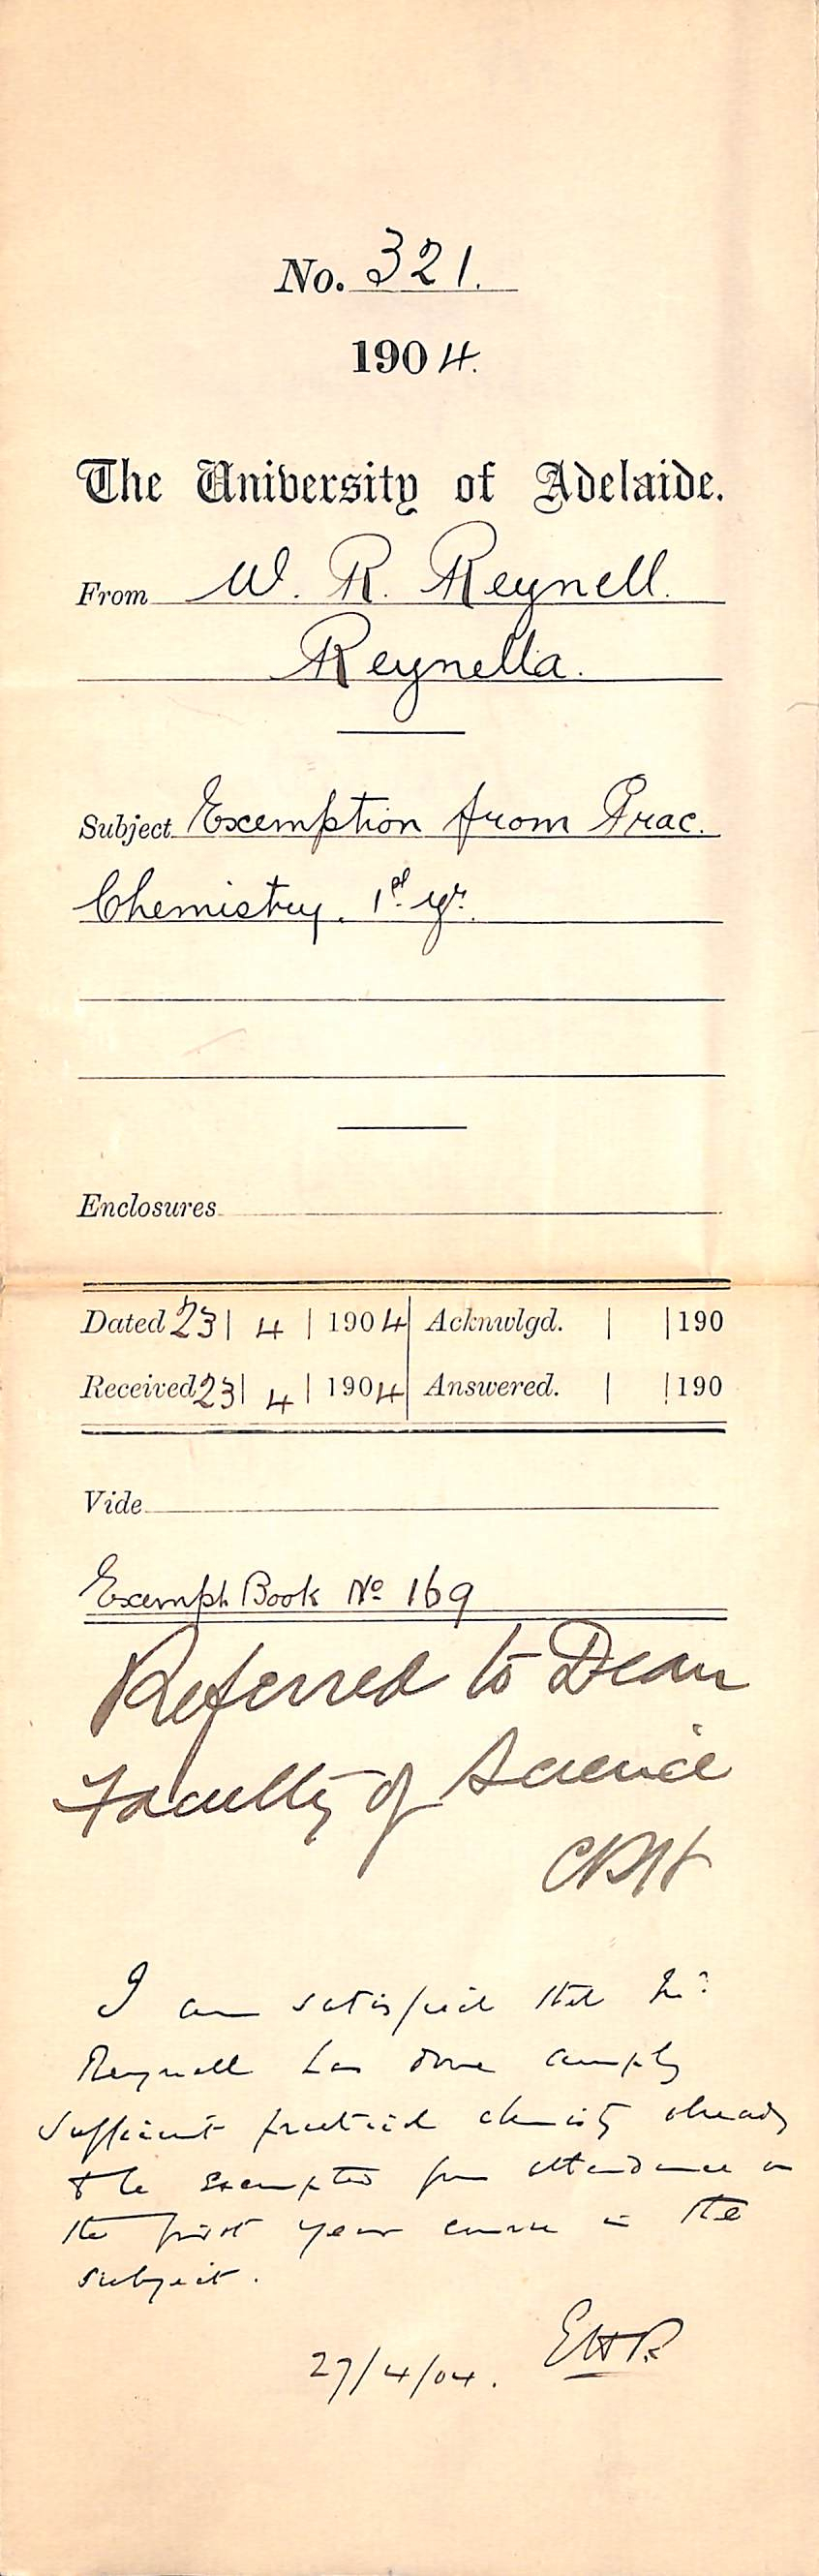 No. 321.
1904.
The University of Adelaide.
From W. R. Reynell.
Reynella.
Subject Exemption from Prac.
Chemistry. 1st yr.
Enclosures
Dated 23 | 4 | 1904 Acknwlgd. | | 190
Received 23 | 4 | 1904 Answered. | | 190
Vide
Exempt. Book No 169
Referred to Dean
Faculty of Science
CRH
I am satisfied that Mr.
Reynell has done amply
sufficient practical chemistry already
to be exempted from attendance on
the first year course in the
subject.
27/4/04. EHR